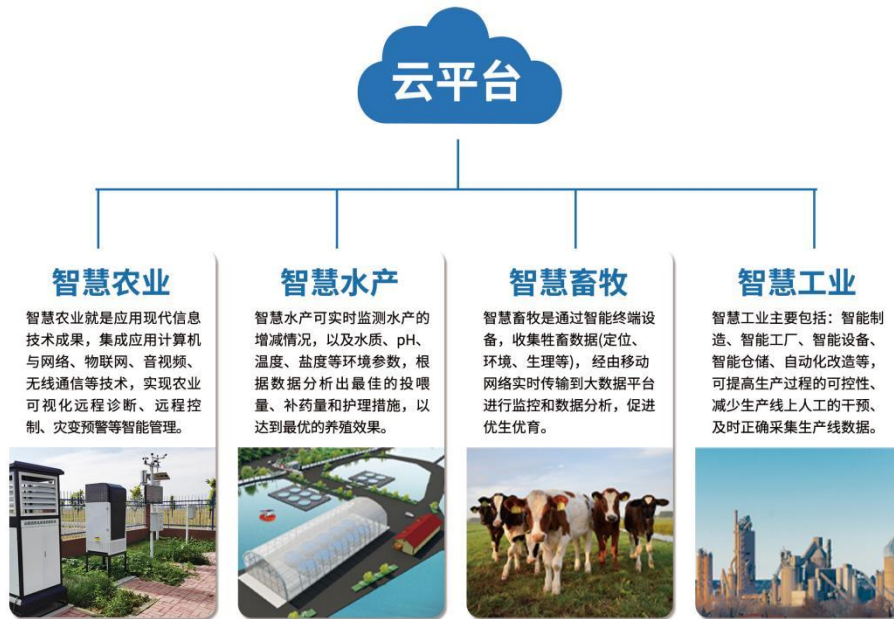 云平台
智慧农业
智慧农业就是应用现代信息
技术成果，集成应用计算机
与网络、物联网、音视频、
无线通信等技术，实现农业
可视化远程诊断、远程控
制、灾变预警等智能管理。
智慧水产
智慧水产可实时监测水产的
增减情况，以及水质、pH、
温度、盐度等环境参数，根
据数据分析出最佳的投喂
量、补药量和护理措施，以
达到最优的养殖效果。
智慧畜牧
智慧畜牧是通过智能终端设
备，收集牲畜数据(定位、
环境、生理等)，经由移动
网络实时传输到大数据平台
进行监控和数据分析，促进
优生优育。
智慧工业
智慧工业主要包括：智能制
造、智能工厂、智能设备、
智能仓储、自动化改造等，
可提高生产过程的可控性、
减少生产线上人工的干预、
及时正确采集生产线数据。